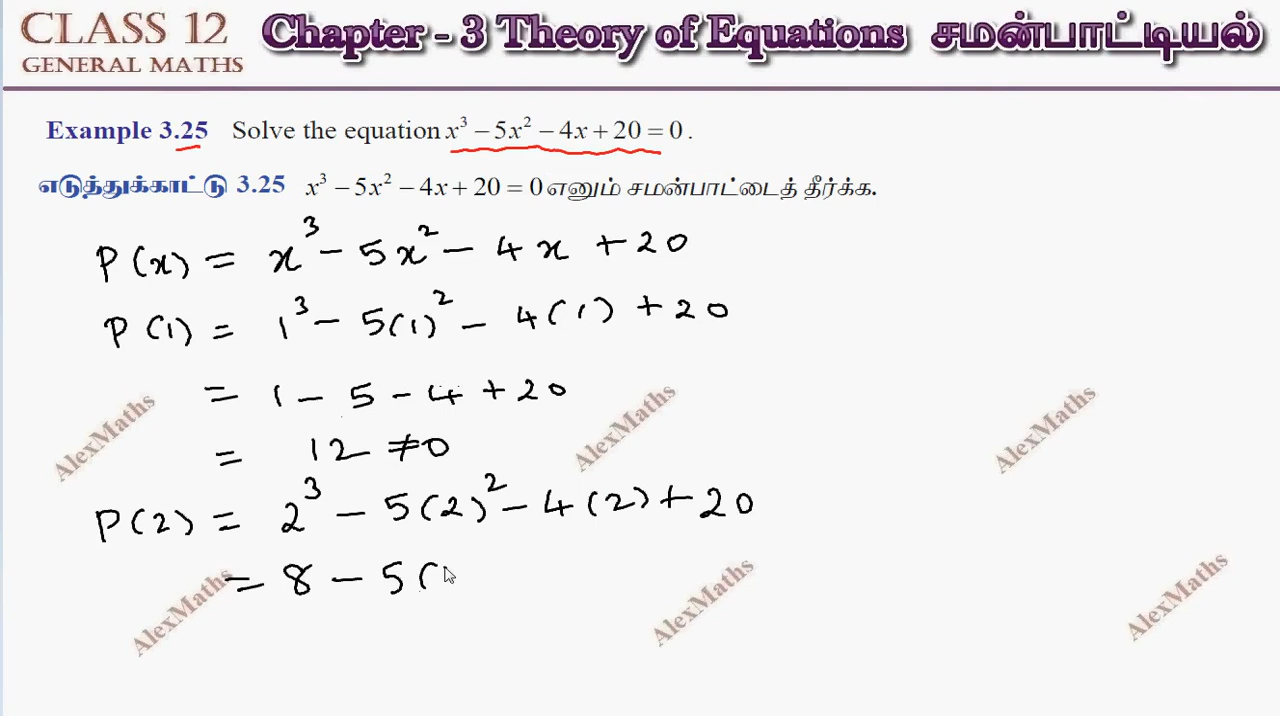 CLASS 12
GENERAL MATHS
Chapter - 3 Theory of Equations சமன்பாட்டியல்
Example 3.25 Solve the equation x³ − 5x² − 4x + 20 = 0 .
எடுத்துக்காட்டு 3.25 x³ − 5x² − 4x + 20 = 0 எனும் சமன்பாட்டைத் தீர்க்க.
P(x) = x³ − 5x² − 4x + 20
P(1) = 1³ − 5(1)² − 4(1) + 20
= 1 − 5 − 4 + 20
= 12 ≠ 0
P(2) = 2³ − 5(2)² − 4(2) + 20
= 8 − 5(
AlexMaths
AlexMaths
AlexMaths
AlexMaths
AlexMaths
AlexMaths